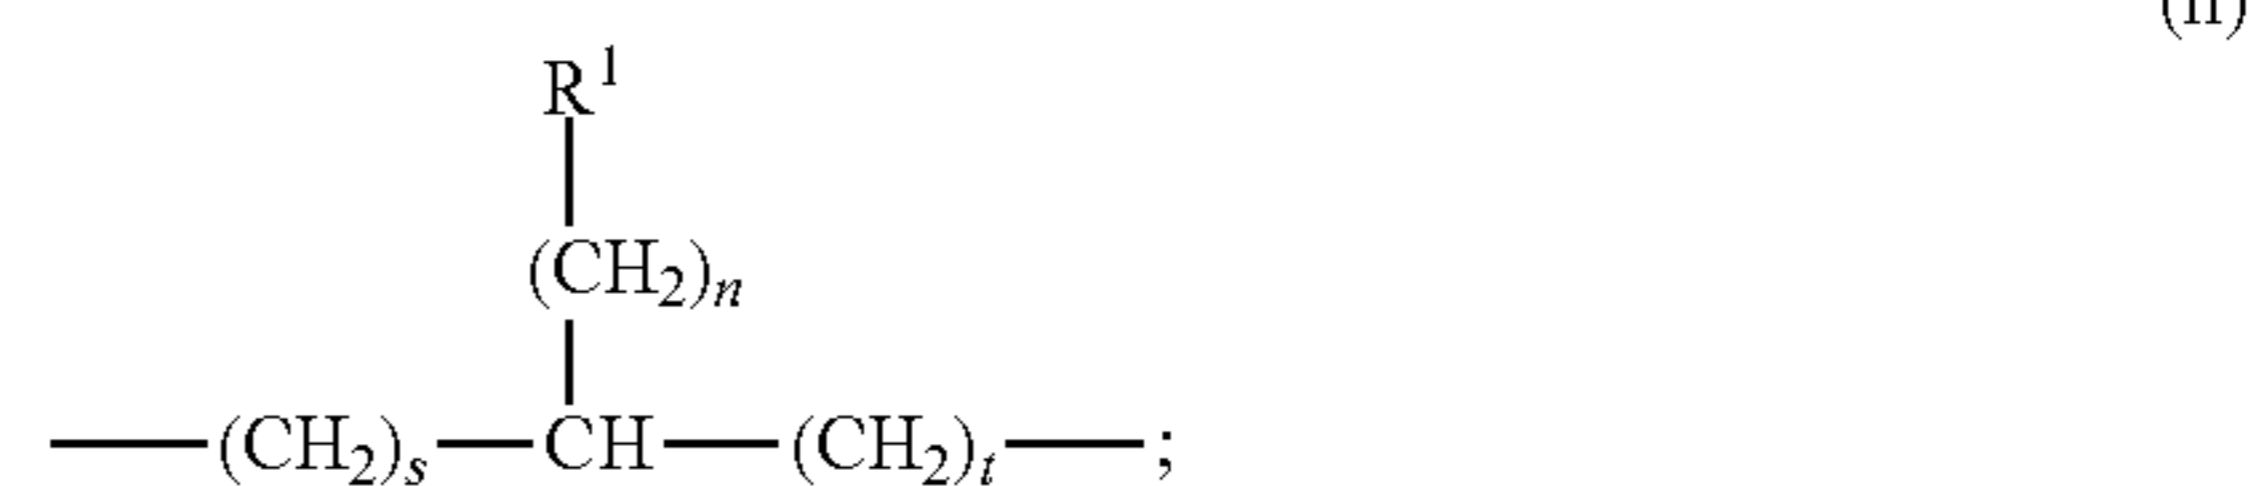 (ii)
R¹
(CH₂)ₙ
—(CH₂)ₛ—CH—(CH₂)ₜ—;